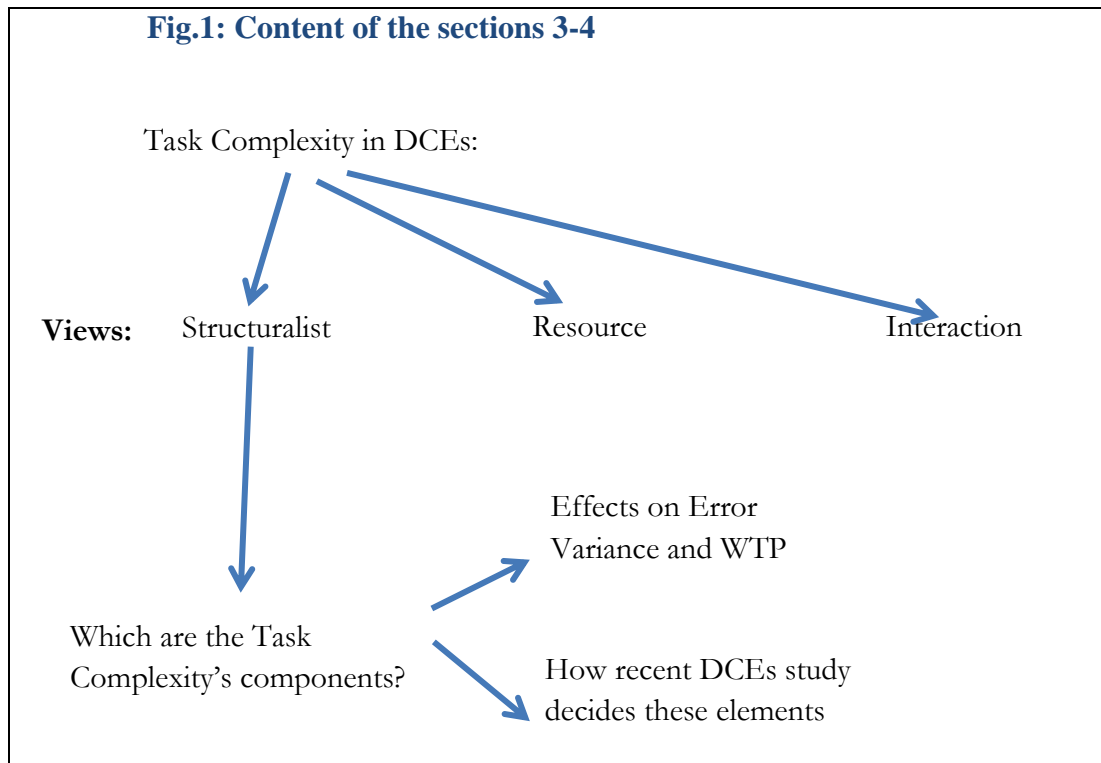 Fig.1: Content of the sections 3-4
Task Complexity in DCEs:
Views: Structuralist Resource Interaction
Effects on Error
Variance and WTP
Which are the Task
Complexity’s components?
How recent DCEs study
decides these elements